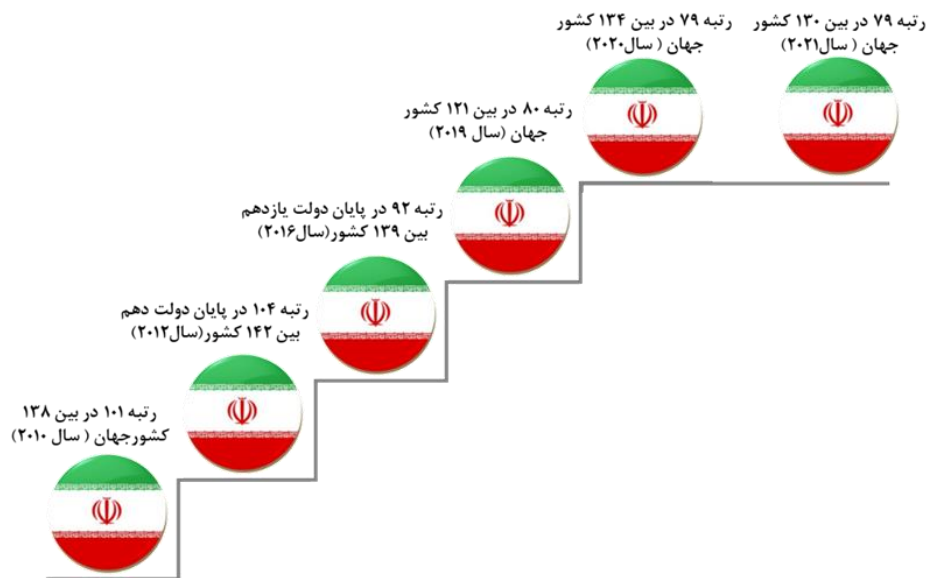 رتبه ۷۹ در بین ۱۳۰ کشور
جهان ( سال۲۰۲۱)
رتبه ۷۹ در بین ۱۳۴ کشور
جهان ( سال۲۰۲۰)
رتبه ۸۰ در بین ۱۲۱ کشور
جهان (سال ۲۰۱۹)
رتبه ۹۲ در پایان دولت یازدهم
بین ۱۳۹ کشور(سال۲۰۱۶)
رتبه ۱۰۴ در پایان دولت دهم
بین ۱۴۲ کشور(سال۲۰۱۲)
رتبه ۱۰۱ در بین ۱۳۸
کشورجهان ( سال ۲۰۱۰)